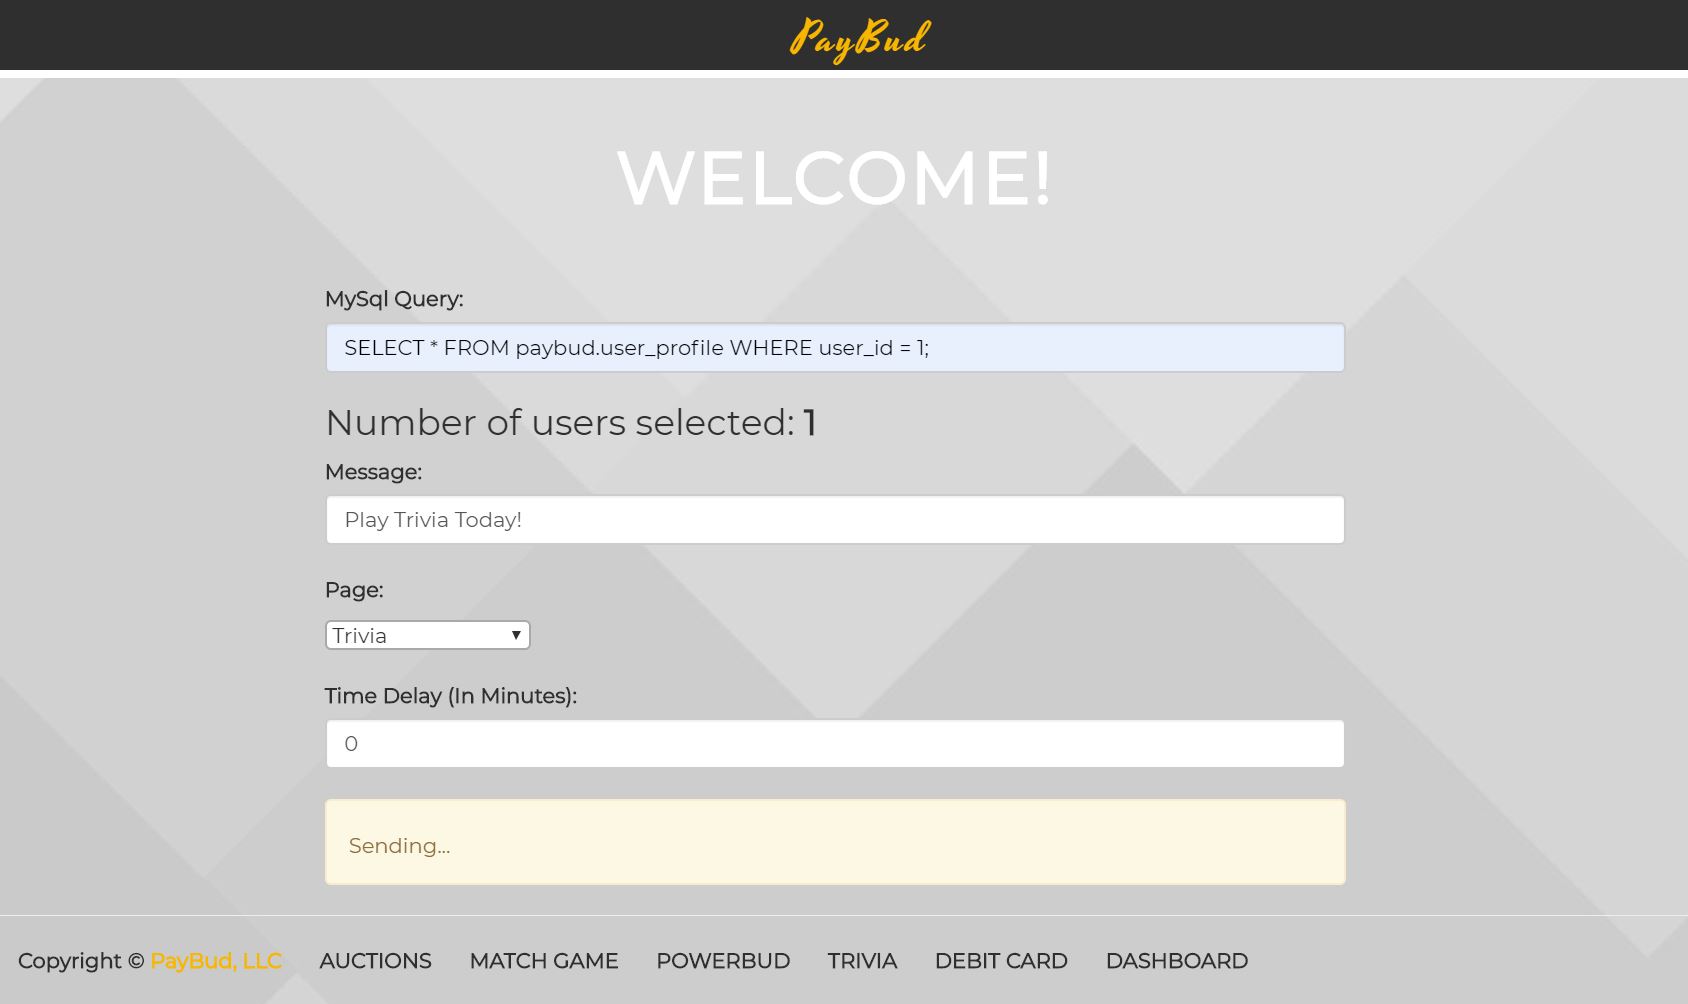 PayBud
WELCOME!
MySql Query:
SELECT * FROM paybud.user_profile WHERE user_id = 1;
Number of users selected: 1
Message:
Play Trivia Today!
Page:
Trivia
Time Delay (In Minutes):
0
Sending...
Copyright © PayBud, LLC AUCTIONS MATCH GAME POWERBUD TRIVIA DEBIT CARD DASHBOARD